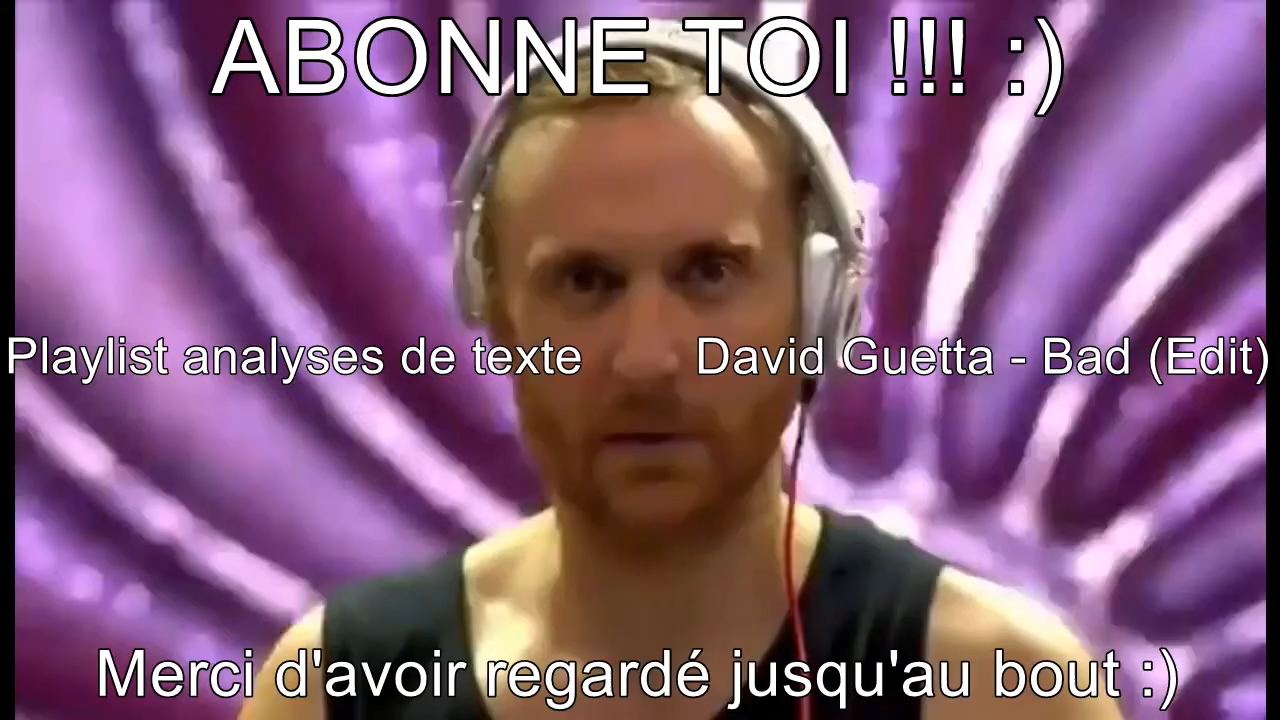 ABONNE TOI !!! :)
Playlist analyses de texte
David Guetta - Bad (Edit)
Merci d'avoir regardé jusqu'au bout :)